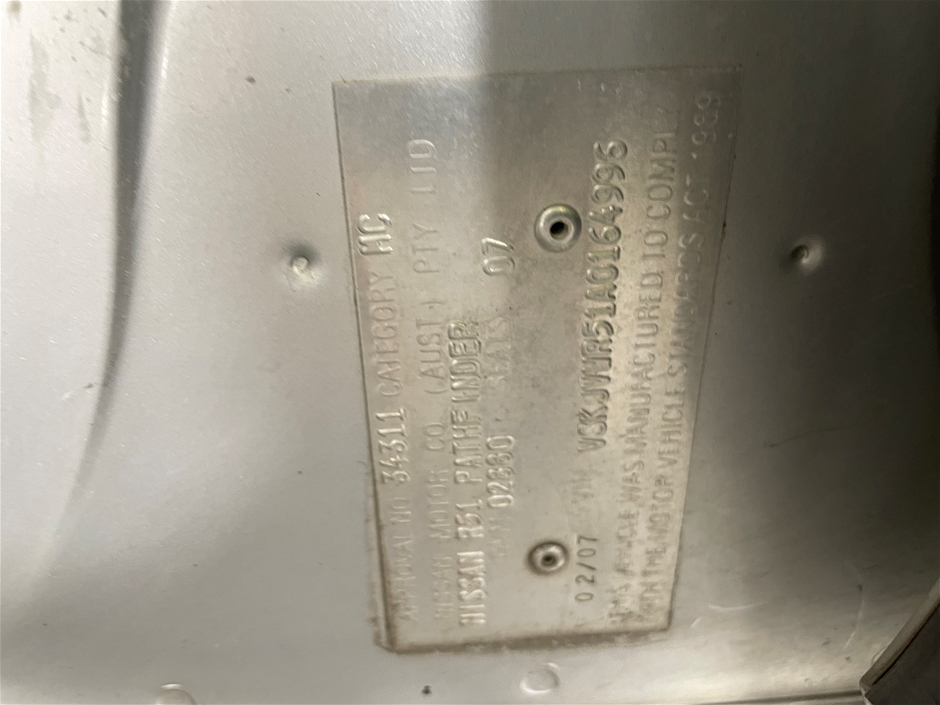 APPROVAL NO 34311 CATEGORY MC
NISSAN MOTOR CO. (AUST.) PTY LTD
NISSAN R51 PATHFINDER
02880 SEATS 07
02/07 VIN VSKJVWR51A0164996
THIS VEHICLE WAS MANUFACTURED TO COMPLY
WITH THE MOTOR VEHICLE STANDARDS ACT 1989